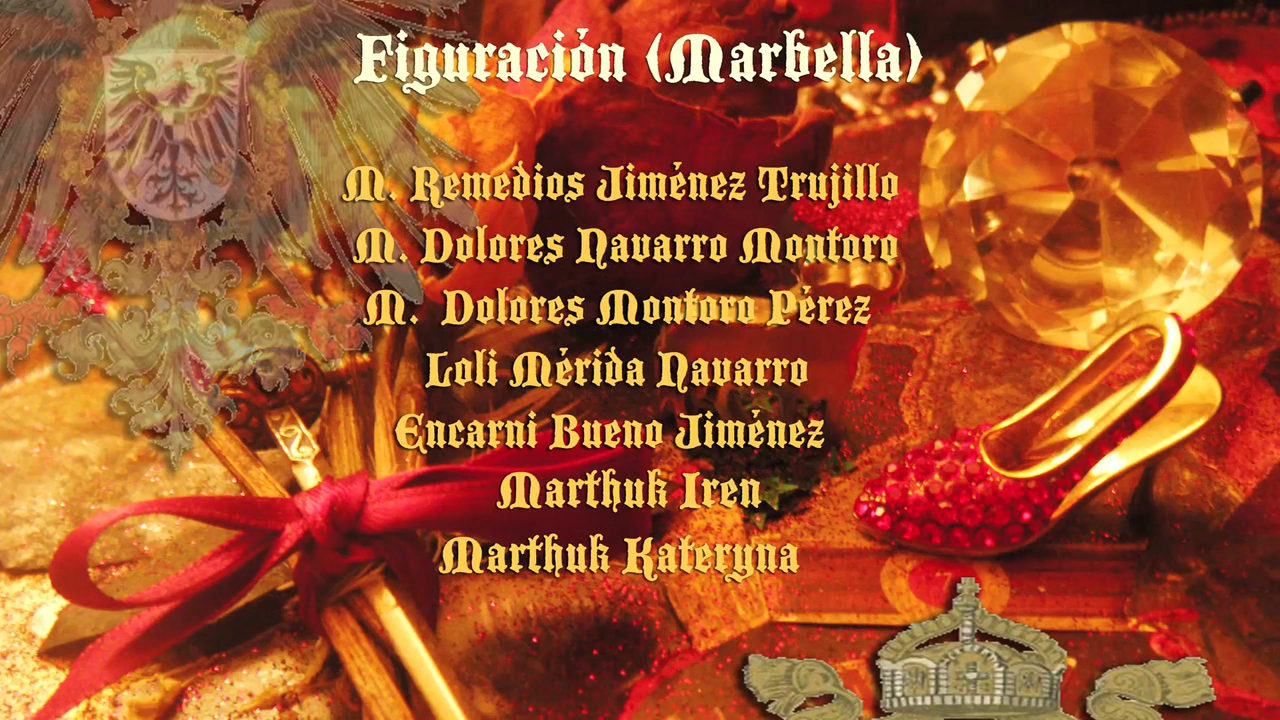 Figuración (Marbella)
M. Remedios Jiménez Trujillo
M. Dolores Navarro Montoro
M. Dolores Montoro Pérez
Loli Mérida Navarro
Encarni Bueno Jiménez
Marthuk Iren
Marthuk Kateryna